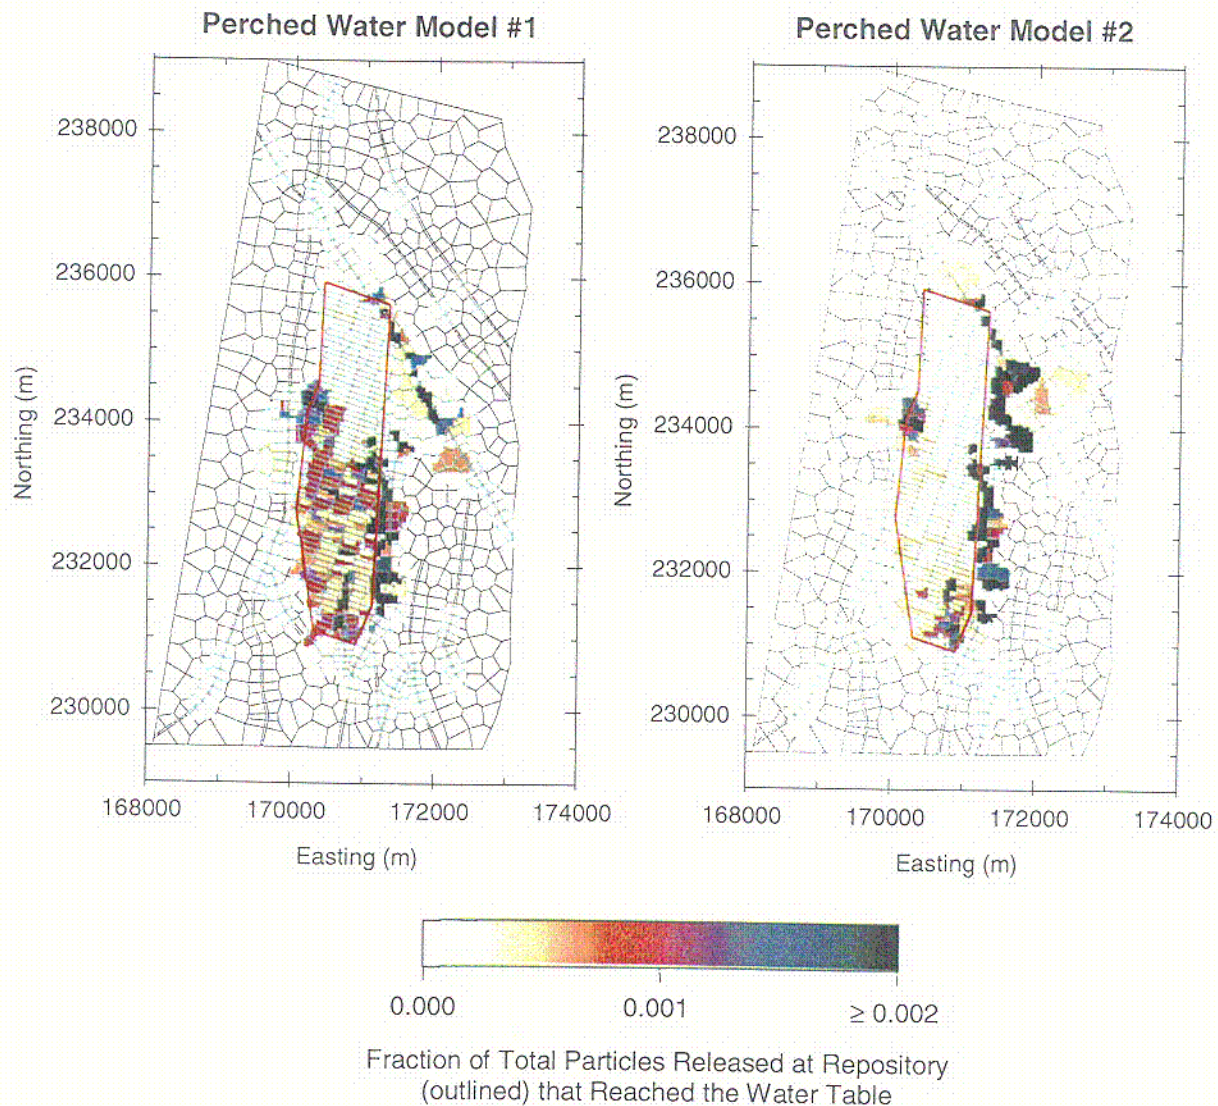 Perched Water Model #1
Perched Water Model #2
238000
236000
234000
232000
230000
Northing (m)
168000
170000
172000
174000
Easting (m)
238000
236000
234000
232000
230000
Northing (m)
168000
170000
172000
174000
Easting (m)
0.000
0.001
≥ 0.002
Fraction of Total Particles Released at Repository
(outlined) that Reached the Water Table